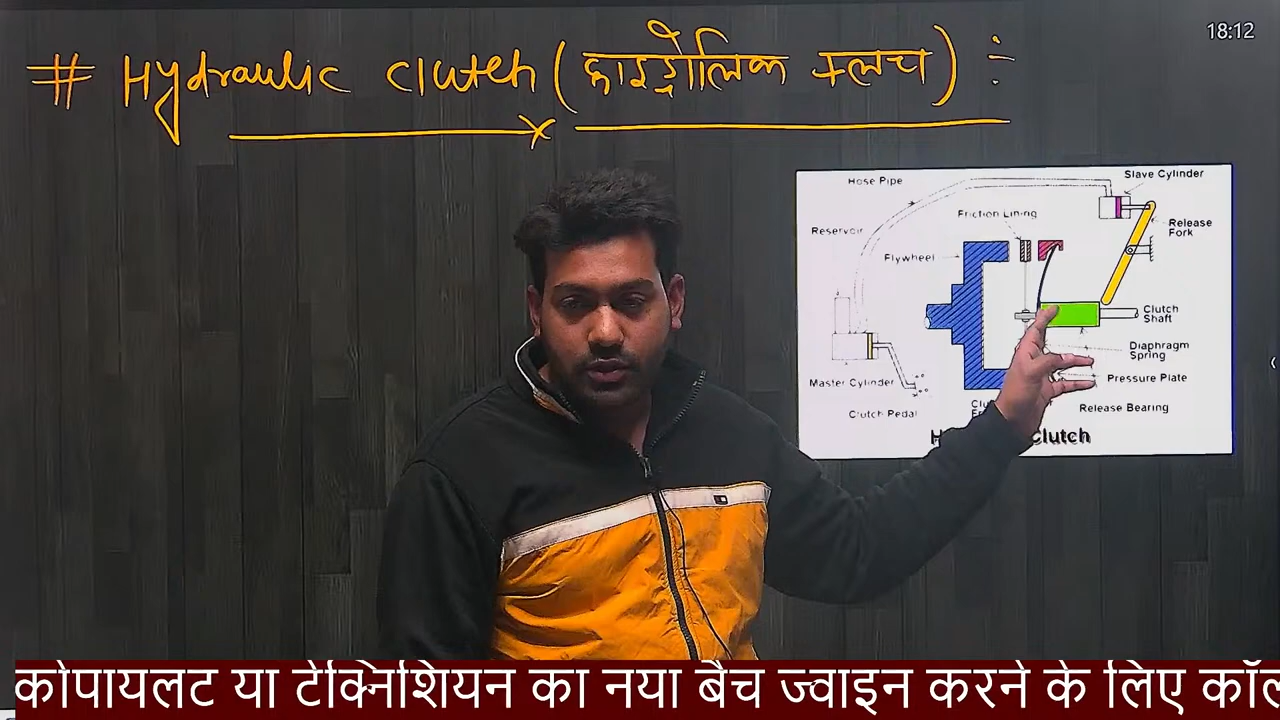 18:12
# Hydraulic Clutch (हाइड्रोलिक क्लच) :-
Hose Pipe
Slave Cylinder
Friction Lining
Release Fork
Reservoir
Flywheel
Clutch Shaft
Diaphragm Spring
Master Cylinder
Pressure Plate
Clutch Pedal
Release Bearing
Clutch
कोपायलट या टेक्निशियन का नया बैच ज्वाइन करने के लिए